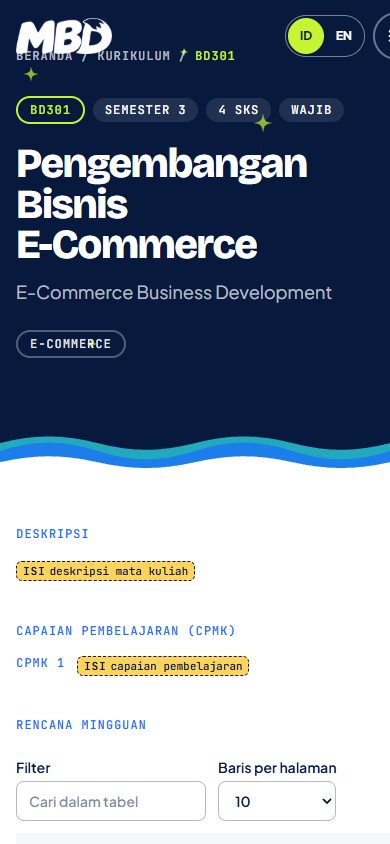 MBD
ID EN
BERANDA / KURIKULUM / BD301
BD301 SEMESTER 3 4 SKS WAJIB
Pengembangan
Bisnis
E-Commerce
E-Commerce Business Development
E-COMMERCE
DESKRIPSI
ISI deskripsi mata kuliah
CAPAIAN PEMBELAJARAN (CPMK)
CPMK 1 ISI capaian pembelajaran
RENCANA MINGGUAN
Filter Baris per halaman
Cari dalam tabel 10